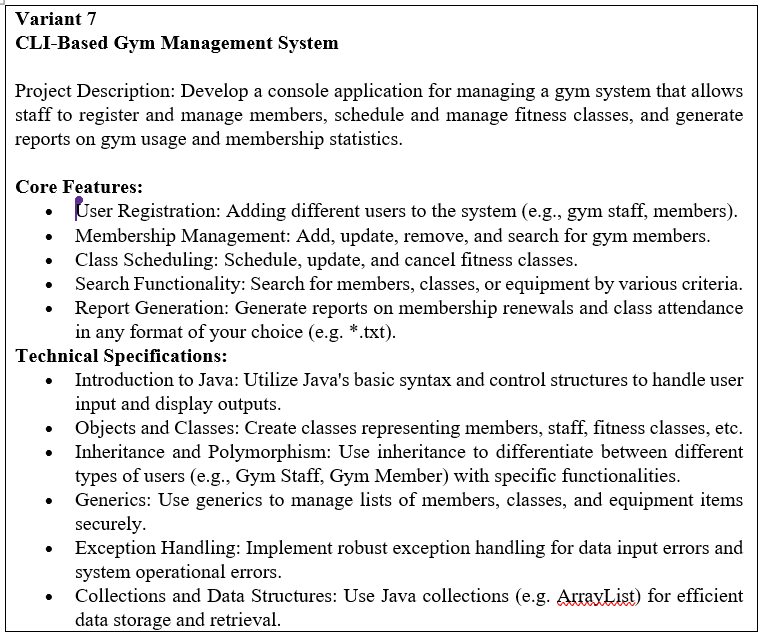 Variant 7
CLI-Based Gym Management System
Project Description: Develop a console application for managing a gym system that allows
staff to register and manage members, schedule and manage fitness classes, and generate
reports on gym usage and membership statistics.
Core Features:
• User Registration: Adding different users to the system (e.g., gym staff, members).
• Membership Management: Add, update, remove, and search for gym members.
• Class Scheduling: Schedule, update, and cancel fitness classes.
• Search Functionality: Search for members, classes, or equipment by various criteria.
• Report Generation: Generate reports on membership renewals and class attendance
in any format of your choice (e.g. *.txt).
Technical Specifications:
• Introduction to Java: Utilize Java's basic syntax and control structures to handle user
input and display outputs.
• Objects and Classes: Create classes representing members, staff, fitness classes, etc.
• Inheritance and Polymorphism: Use inheritance to differentiate between different
types of users (e.g., Gym Staff, Gym Member) with specific functionalities.
• Generics: Use generics to manage lists of members, classes, and equipment items
securely.
• Exception Handling: Implement robust exception handling for data input errors and
system operational errors.
• Collections and Data Structures: Use Java collections (e.g. ArrayList) for efficient
data storage and retrieval.